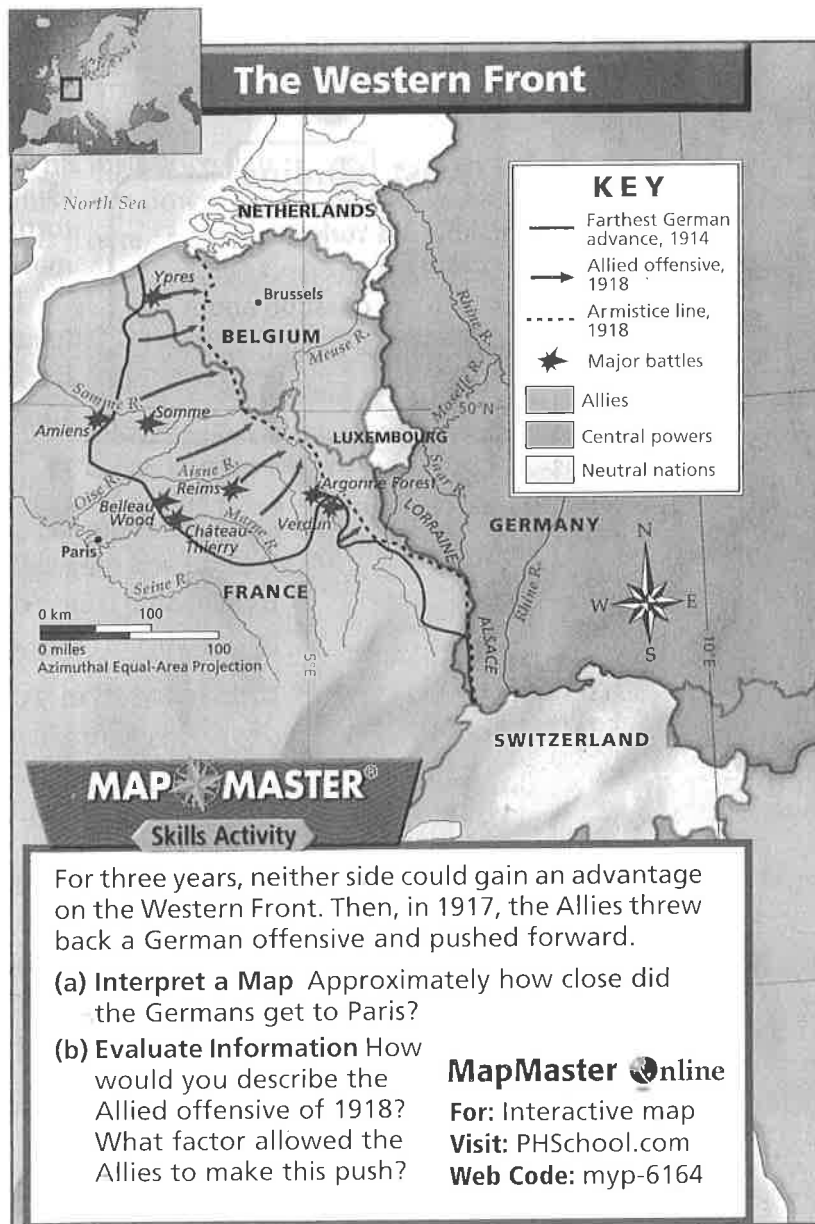 The Western Front
North Sea
NETHERLANDS
KEY
Farthest German
advance, 1914
Allied offensive,
1918
Armistice line,
1918
Major battles
Allies
Central powers
Neutral nations
Ypres
Brussels
Rhine R.
BELGIUM
Meuse R.
Moselle R.
50°N
Somme R.
Somme
Amiens
LUXEMBOURG
Saar R.
Aisne R.
Oise R.
Reims
Argonne Forest
Belleau
Wood
Marne R.
Verdun
LORRAINE
GERMANY
Château-
Thierry
Paris
Seine R.
FRANCE
Rhine R.
N
W
E
S
0 km 100
0 miles 100
Azimuthal Equal-Area Projection
5°E
ALSACE
10°E
SWITZERLAND
MAP MASTER®
Skills Activity
For three years, neither side could gain an advantage
on the Western Front. Then, in 1917, the Allies threw
back a German offensive and pushed forward.
(a) Interpret a Map Approximately how close did
the Germans get to Paris?
(b) Evaluate Information How
would you describe the
Allied offensive of 1918?
What factor allowed the
Allies to make this push?
MapMaster Online
For: Interactive map
Visit: PHSchool.com
Web Code: myp-6164